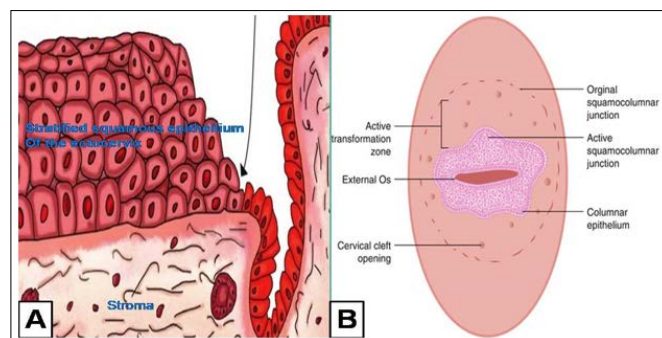 Stratified squamous epithelium
Of the ectocervix
Stroma
A
B
Orginal
squamocolumnar
junction
Active
transformation
zone
Active
squamocolumnar
junction
External Os
Columnar
epithelium
Cervical cleft
opening